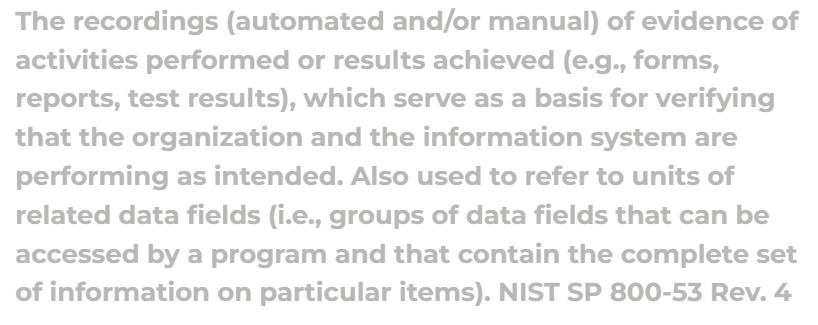 The recordings (automated and/or manual) of evidence of
activities performed or results achieved (e.g., forms,
reports, test results), which serve as a basis for verifying
that the organization and the information system are
performing as intended. Also used to refer to units of
related data fields (i.e., groups of data fields that can be
accessed by a program and that contain the complete set
of information on particular items). NIST SP 800-53 Rev. 4